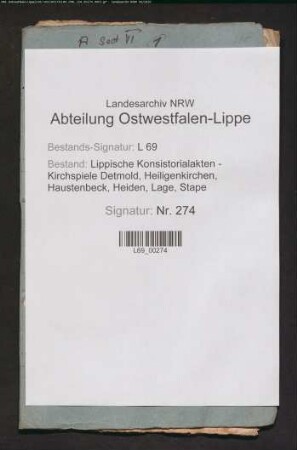 A Sect VI
Landesarchiv NRW
Abteilung Ostwestfalen-Lippe
Bestands-Signatur: L 69
Bestand: Lippische Konsistorialakten -
Kirchspiele Detmold, Heiligenkirchen,
Haustenbeck, Heiden, Lage, Stape
Signatur: Nr. 274
L69_00274